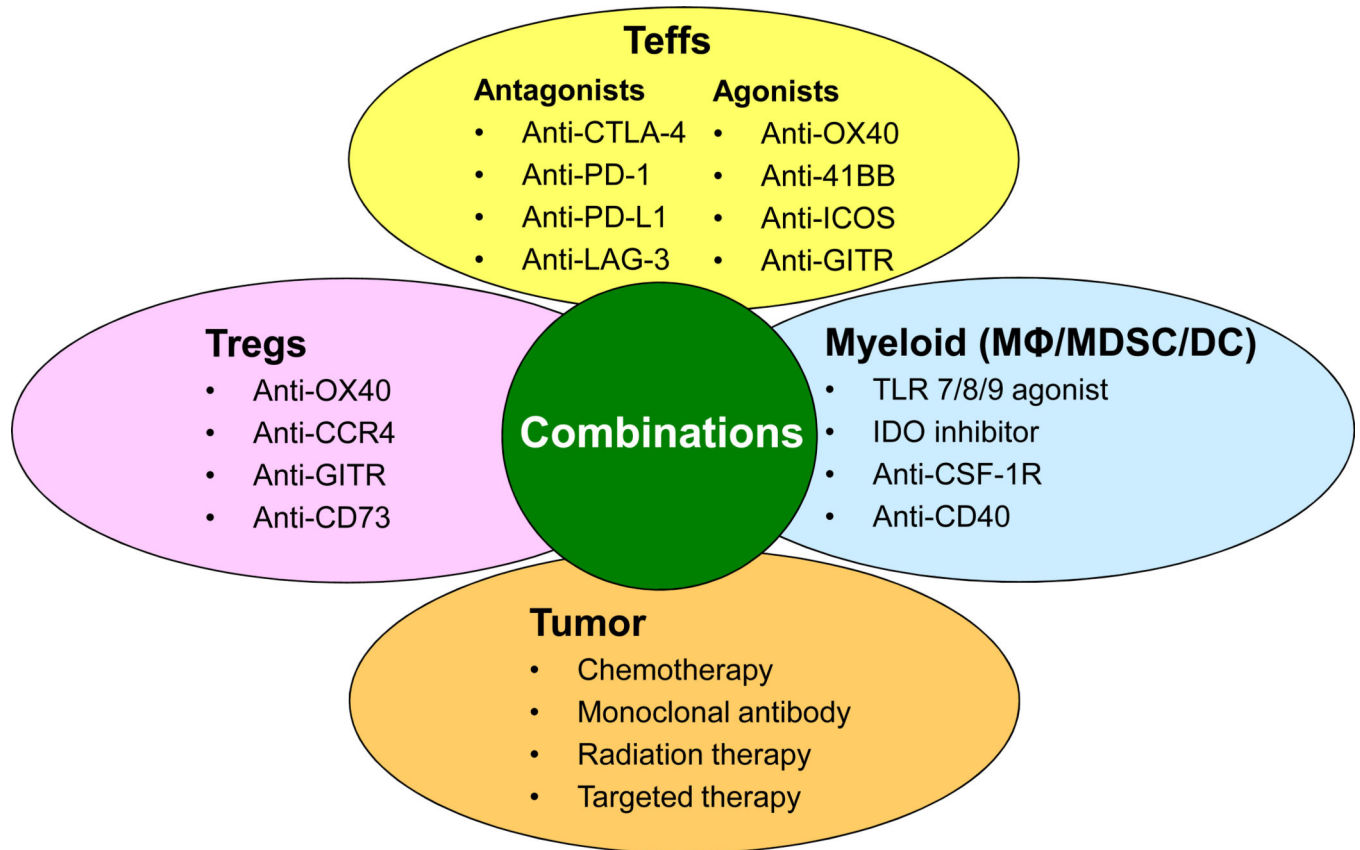 Teffs
Antagonists
• Anti-CTLA-4
• Anti-PD-1
• Anti-PD-L1
• Anti-LAG-3
Agonists
• Anti-OX40
• Anti-41BB
• Anti-ICOS
• Anti-GITR
Tregs
• Anti-OX40
• Anti-CCR4
• Anti-GITR
• Anti-CD73
Combinations
Myeloid (MΦ/MDSC/DC)
• TLR 7/8/9 agonist
• IDO inhibitor
• Anti-CSF-1R
• Anti-CD40
Tumor
• Chemotherapy
• Monoclonal antibody
• Radiation therapy
• Targeted therapy